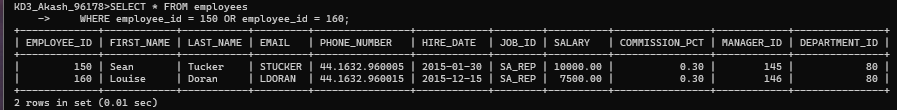 KD3_Akash_96178>SELECT * FROM employees
    ->     WHERE employee_id = 150 OR employee_id = 160;
+-------------+------------+-----------+---------+--------------------+------------+--------+----------+----------------+------------+---------------+
| EMPLOYEE_ID | FIRST_NAME | LAST_NAME | EMAIL   | PHONE_NUMBER       | HIRE_DATE  | JOB_ID | SALARY   | COMMISSION_PCT | MANAGER_ID | DEPARTMENT_ID |
+-------------+------------+-----------+---------+--------------------+------------+--------+----------+----------------+------------+---------------+
|         150 | Sean       | Tucker    | STUCKER | 44.1632.960005 | 2015-01-30 | SA_REP | 10000.00 |           0.30 |        145 |            80 |
|         160 | Louise     | Doran     | LDORAN  | 44.1632.960015 | 2015-12-15 | SA_REP |  7500.00 |           0.30 |        146 |            80 |
+-------------+------------+-----------+---------+--------------------+------------+--------+----------+----------------+------------+---------------+
2 rows in set (0.01 sec)